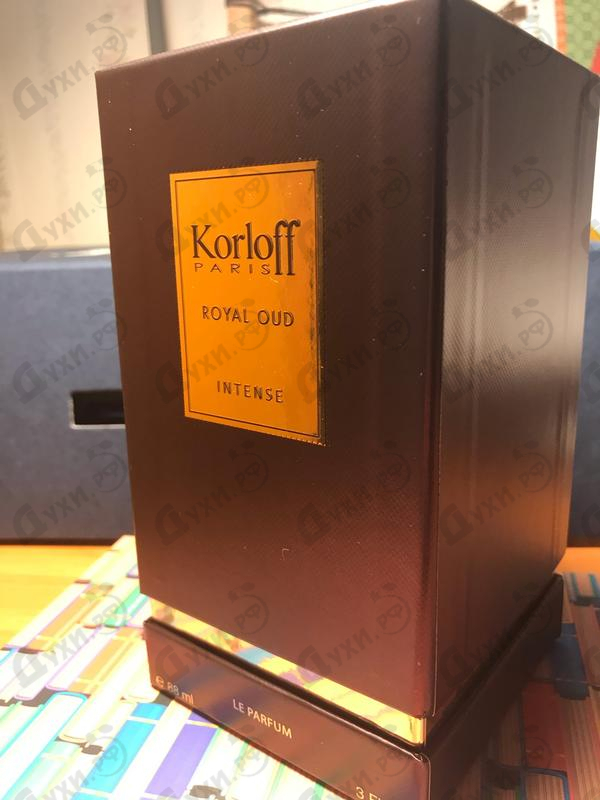 Korloff
PARIS
ROYAL OUD
INTENSE
e 88 ml
LE PARFUM
Духи.рф